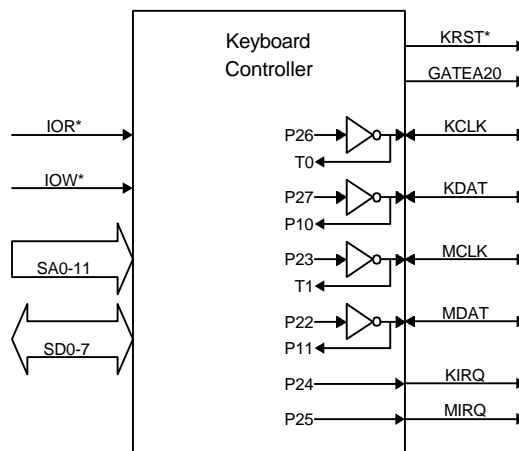 Keyboard
Controller
KRST*
GATEA20
IOR*
IOW*
SA0-11
SD0-7
P26
T0
KCLK
P27
P10
KDAT
P23
T1
MCLK
P22
P11
MDAT
P24
KIRQ
P25
MIRQ